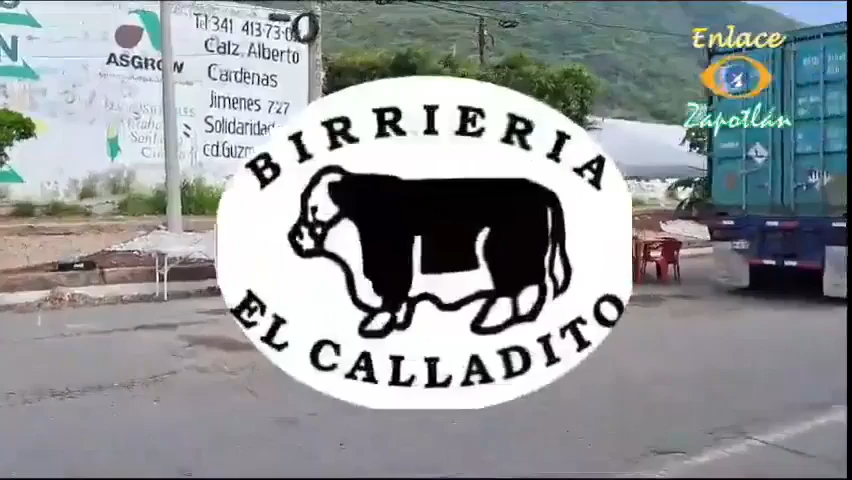 Tel 341 413-73-0
Calz, Alberto
Cardenas
Jimenes 727
Solidaridad
cd.Guzm
ASGROW
Enlace
Zapotlán
BIRRIERIA
EL CALLADITO